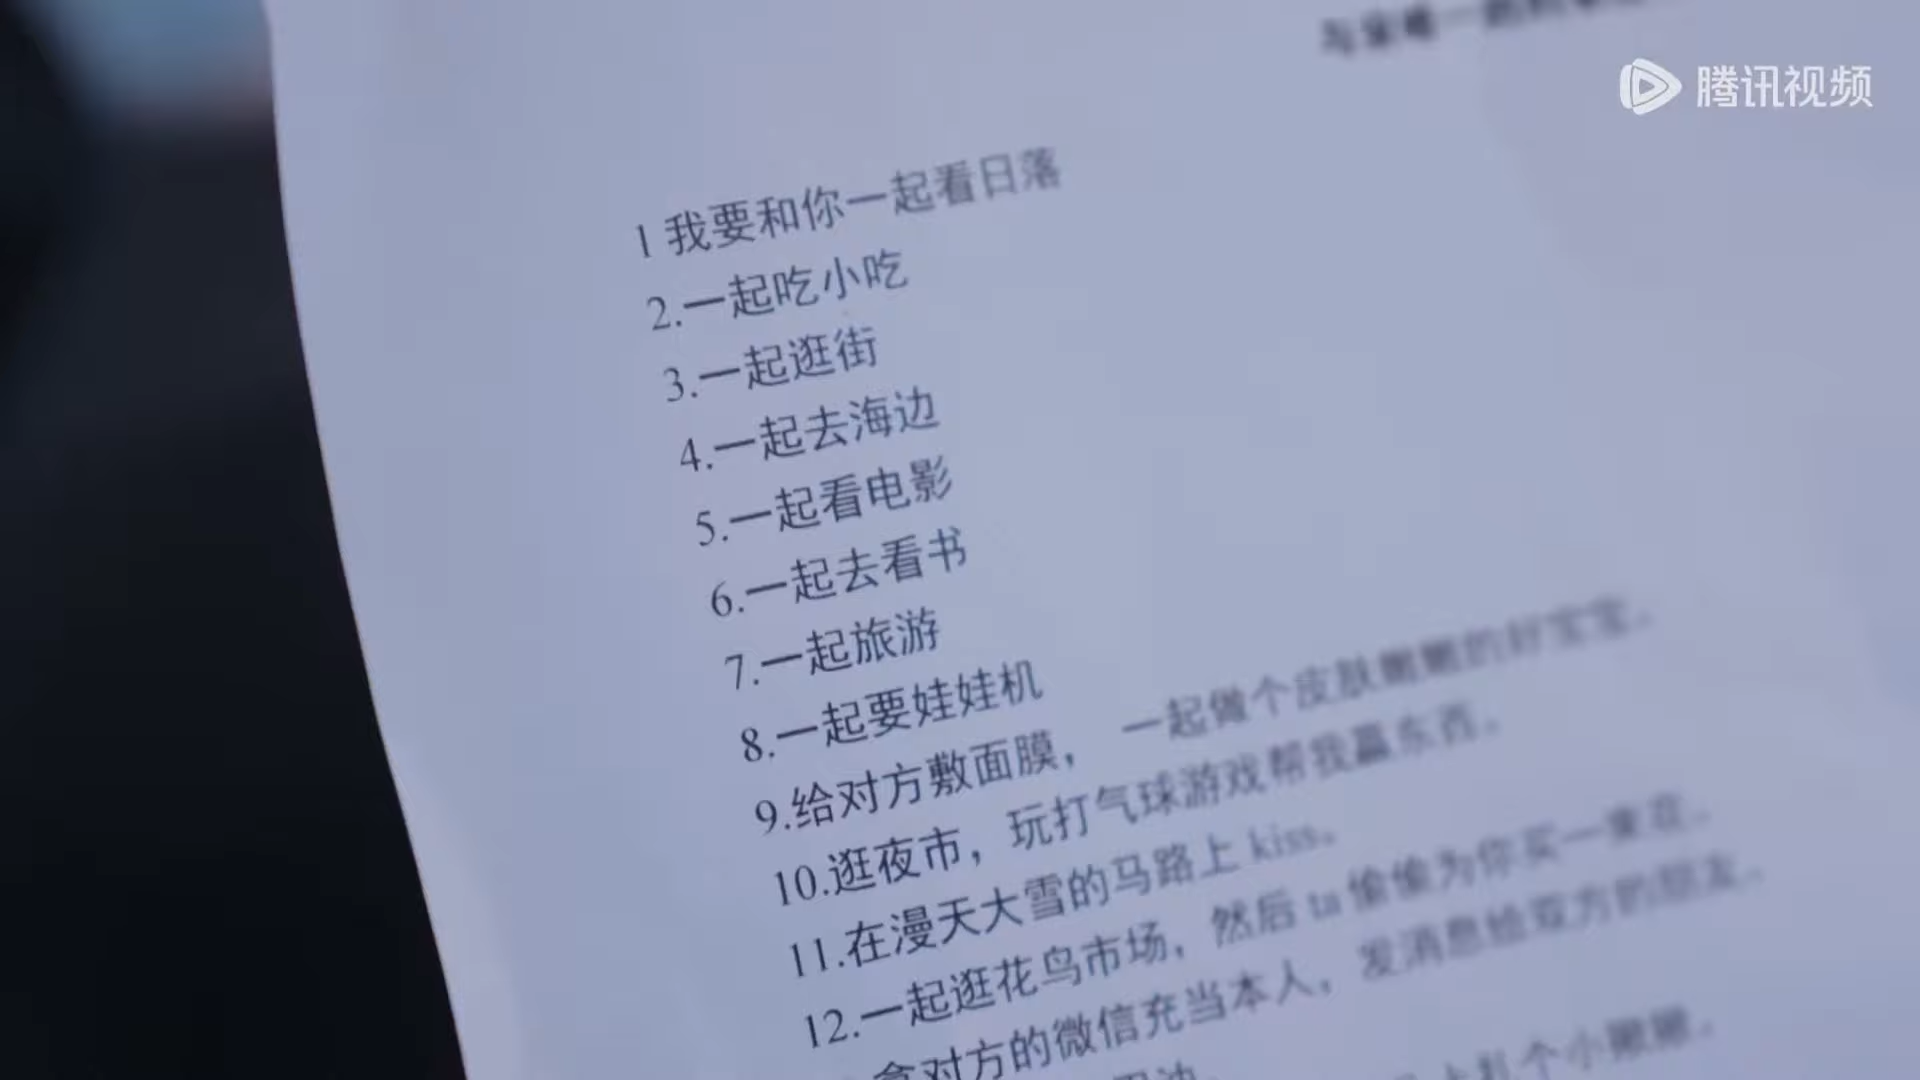 腾讯视频
1 我要和你一起看日落
2.一起吃小吃
3.一起逛街
4.一起去海边
5.一起看电影
6.一起去看书
7.一起旅游
8.一起要娃娃机
9.给对方敷面膜，一起做个皮肤嫩嫩的好宝宝。
10.逛夜市，玩打气球游戏帮我赢东西。
11.在漫天大雪的马路上 kiss。
12.一起逛花鸟市场，然后 ta 偷偷为你买一束花。
拿对方的微信充当本人，发消息给双方的朋友。
上扎个小揪揪。